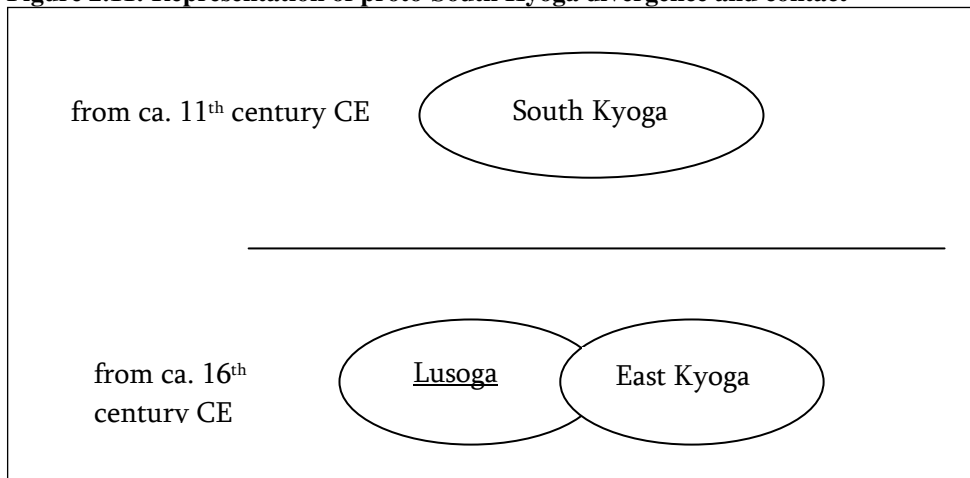 Figure 2.11: Representation of proto-South Kyoga divergence and contact
from ca. 11th century CE
South Kyoga
from ca. 16th
century CE
Lusoga
East Kyoga